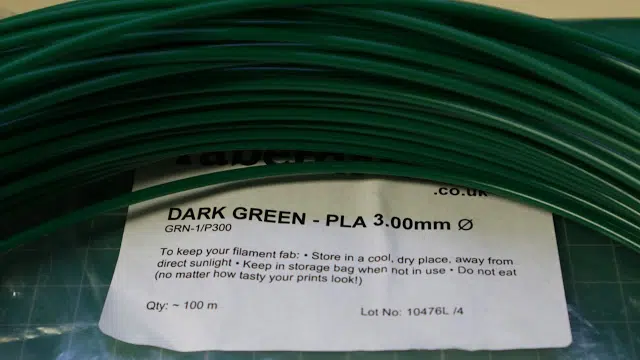 .co.uk
DARK GREEN - PLA 3.00mm Ø
GRN-1/P300
To keep your filament fab: • Store in a cool, dry place, away from
direct sunlight • Keep in storage bag when not in use • Do not eat
(no matter how tasty your prints look!)
Qty: ~ 100 m
Lot No: 10476L /4